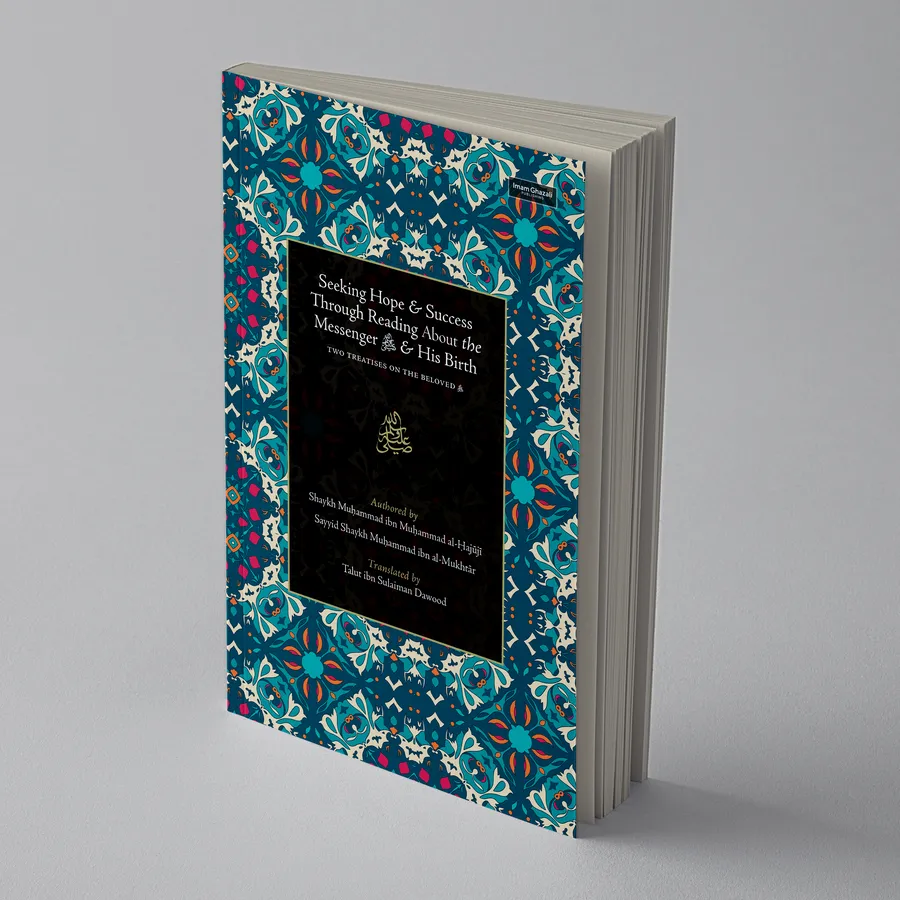 Imam Ghazali
PUBLISHING
Seeking Hope & Success
Through Reading About the
Messenger ﷺ & His Birth
TWO TREATISES ON THE BELOVED ﷺ
صلى الله عليه وآله
Authored by
Shaykh Muḥammad ibn Muḥammad al-Ḥajūjī
Sayyid Shaykh Muḥammad ibn al-Mukhtār
Translated by
Talut ibn Sulaiman Dawood